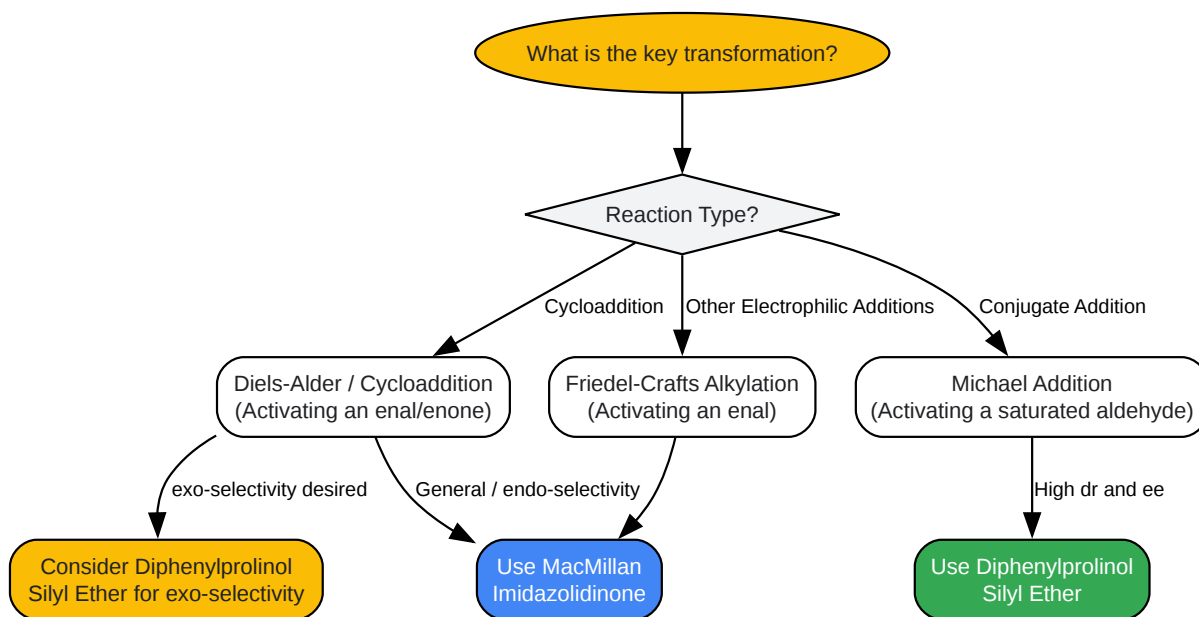 What is the key transformation?
Reaction Type?
Cycloaddition
Other Electrophilic Additions
Conjugate Addition
Diels-Alder / Cycloaddition
(Activating an enal/enone)
Friedel-Crafts Alkylation
(Activating an enal)
Michael Addition
(Activating a saturated aldehyde)
exo-selectivity desired
General / endo-selectivity
High dr and ee
Consider Diphenylprolinol
Silyl Ether for exo-selectivity
Use MacMillan
Imidazolidinone
Use Diphenylprolinol
Silyl Ether